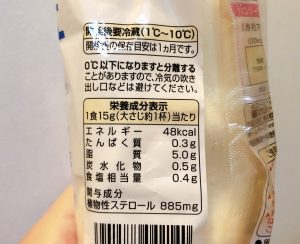 開封後要冷蔵(1℃~10℃)
開封後の保存目安は1ヵ月です。
0℃以下になりますと分離する
ことがありますので、冷気の吹き
出し口などは避けてください。
栄養成分表示
1食15g(大さじ約1杯)当たり
エネルギー 48kcal
たんぱく質 0.3g
脂質 5.0g
炭水化物 0.5g
食塩相当量 0.4g
関与成分
植物性ステロール 885mg